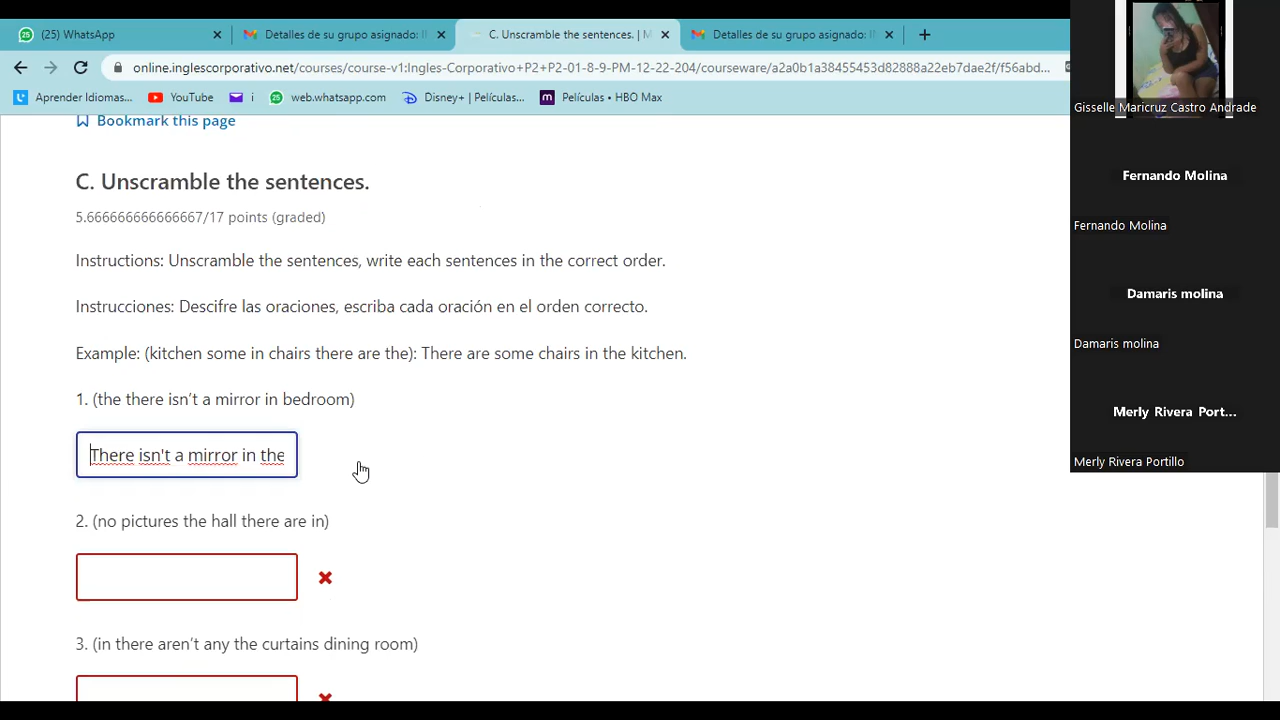 (25) WhatsApp
Detalles de su grupo asignado: I
C. Unscramble the sentences. | M
Detalles de su grupo asignado: I
online.inglescorporativo.net/courses/course-v1:Ingles-Corporativo+P2+P2-01-8-9-PM-12-22-204/courseware/a2a0b1a38455453d82888a22eb7dae2f/f56abd...
Aprender Idiomas...
YouTube
i
web.whatsapp.com
Disney+ | Películas...
Películas • HBO Max
Bookmark this page
C. Unscramble the sentences.
5.666666666666667/17 points (graded)
Instructions: Unscramble the sentences, write each sentences in the correct order.
Instrucciones: Descifre las oraciones, escriba cada oración en el orden correcto.
Example: (kitchen some in chairs there are the): There are some chairs in the kitchen.
1. (the there isn’t a mirror in bedroom)
There isn't a mirror in the
2. (no pictures the hall there are in)
3. (in there aren’t any the curtains dining room)
Gisselle Maricruz Castro Andrade
Fernando Molina
Fernando Molina
Damaris molina
Damaris molina
Merly Rivera Port...
Merly Rivera Portillo